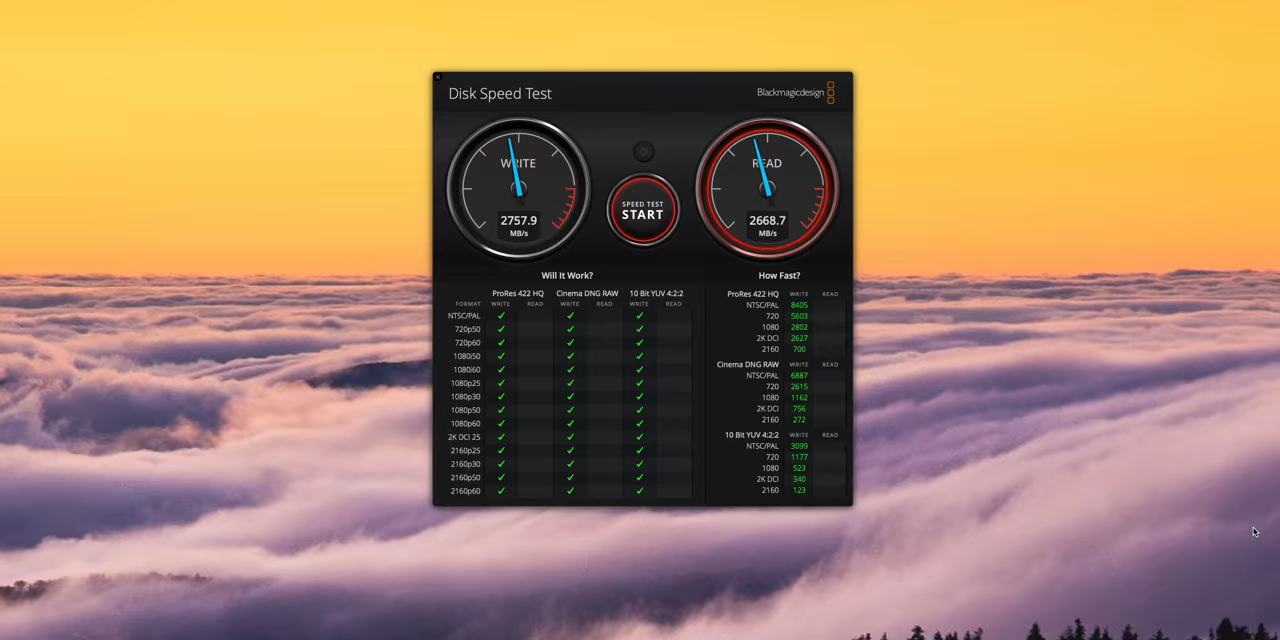 Disk Speed Test
Blackmagicdesign
WRITE
2757.9
MB/s
SPEED TEST
START
READ
2668.7
MB/s
Will It Work?
ProRes 422 HQ Cinema DNG RAW 10 Bit YUV 4:2:2
FORMAT WRITE READ WRITE READ WRITE READ
NTSC/PAL ✓ ✓ ✓
720p50 ✓ ✓ ✓
720p60 ✓ ✓ ✓
1080i50 ✓ ✓ ✓
1080i60 ✓ ✓ ✓
1080p25 ✓ ✓ ✓
1080p30 ✓ ✓ ✓
1080p50 ✓ ✓ ✓
1080p60 ✓ ✓ ✓
2K DCI 25 ✓ ✓ ✓
2160p25 ✓ ✓ ✓
2160p30 ✓ ✓ ✓
2160p50 ✓ ✓ ✓
2160p60 ✓ ✓ ✓
How Fast?
ProRes 422 HQ WRITE READ
NTSC/PAL 8405
720 5603
1080 2802
2K DCI 2627
2160 700
Cinema DNG RAW WRITE READ
NTSC/PAL 6887
720 2615
1080 1162
2K DCI 756
2160 272
10 Bit YUV 4:2:2 WRITE READ
NTSC/PAL 3099
720 1177
1080 523
2K DCI 340
2160 123